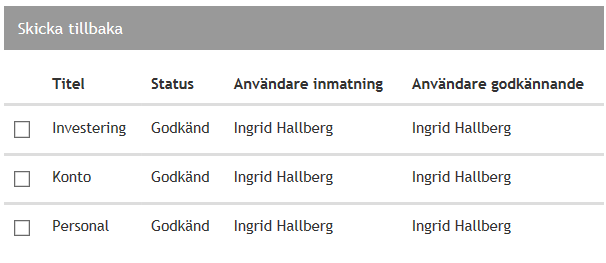 Skicka tillbaka
Titel Status Användare inmatning Användare godkännande
Investering Godkänd Ingrid Hallberg Ingrid Hallberg
Konto Godkänd Ingrid Hallberg Ingrid Hallberg
Personal Godkänd Ingrid Hallberg Ingrid Hallberg